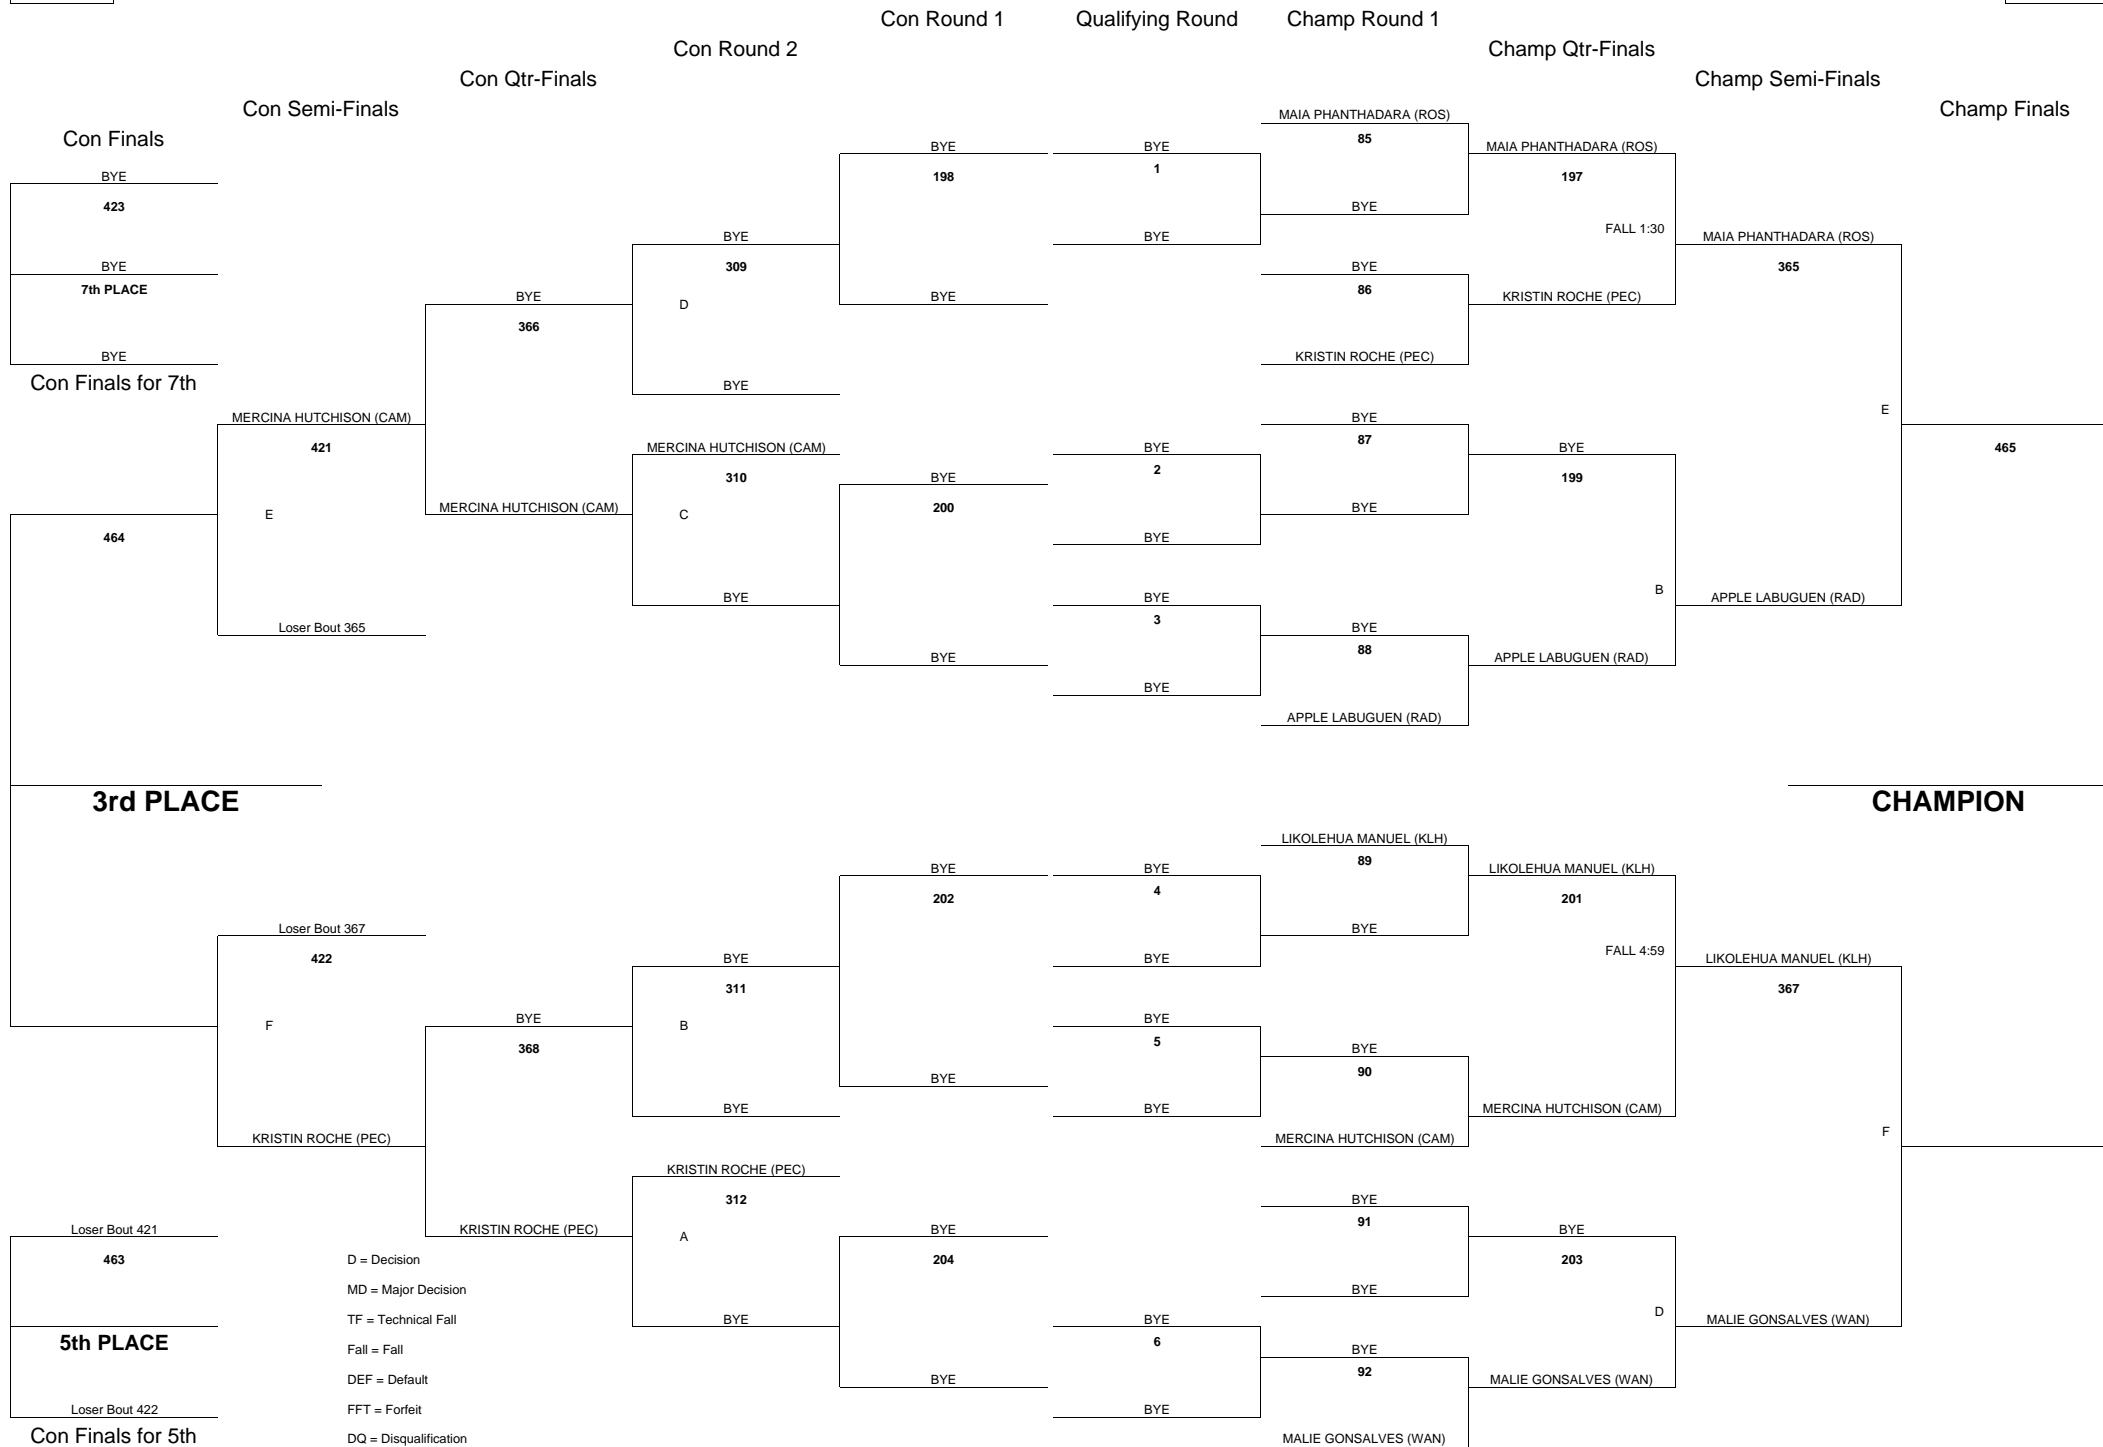 Con Round 1 Qualifying Round Champ Round 1
Con Round 2 Champ Qtr-Finals
Con Qtr-Finals Champ Semi-Finals
Con Semi-Finals Champ Finals
MAIA PHANTHADARA (ROS)
Con Finals 85
BYE BYE MAIA PHANTHADARA (ROS)
198 1 197
BYE
423 BYE
FALL 1:30
BYE BYE MAIA PHANTHADARA (ROS)
BYE 309 BYE 365
7th PLACE 86
BYE D BYE KRISTIN ROCHE (PEC)
366
BYE KRISTIN ROCHE (PEC)
Con Finals for 7th BYE
E
MERCINA HUTCHISON (CAM) BYE
421 MERCINA HUTCHISON (CAM) BYE 87 BYE 465
310 BYE 2 199
MERCINA HUTCHISON (CAM) 200 BYE
E C
464 BYE
B
BYE BYE APPLE LABUGUEN (RAD)
Loser Bout 365 3 BYE
BYE 88 APPLE LABUGUEN (RAD)
BYE
APPLE LABUGUEN (RAD)
3rd PLACE CHAMPION
LIKOLEHUA MANUEL (KLH)
BYE BYE 89 LIKOLEHUA MANUEL (KLH)
202 4 201
Loser Bout 367 BYE
422 BYE BYE FALL 4:59 LIKOLEHUA MANUEL (KLH)
311 367
F BYE B BYE
368 5 BYE
BYE 90
BYE BYE MERCINA HUTCHISON (CAM)
KRISTIN ROCHE (PEC) MERCINA HUTCHISON (CAM) F
KRISTIN ROCHE (PEC)
312 BYE
Loser Bout 421 KRISTIN ROCHE (PEC) A BYE 91 BYE
463 D = Decision 204 203
MD = Major Decision BYE
TF = Technical Fall BYE BYE D MALIE GONSALVES (WAN)
5th PLACE Fall = Fall 6 BYE
DEF = Default BYE 92 MALIE GONSALVES (WAN)
Loser Bout 422 FFT = Forfeit BYE
Con Finals for 5th DQ = Disqualification MALIE GONSALVES (WAN)